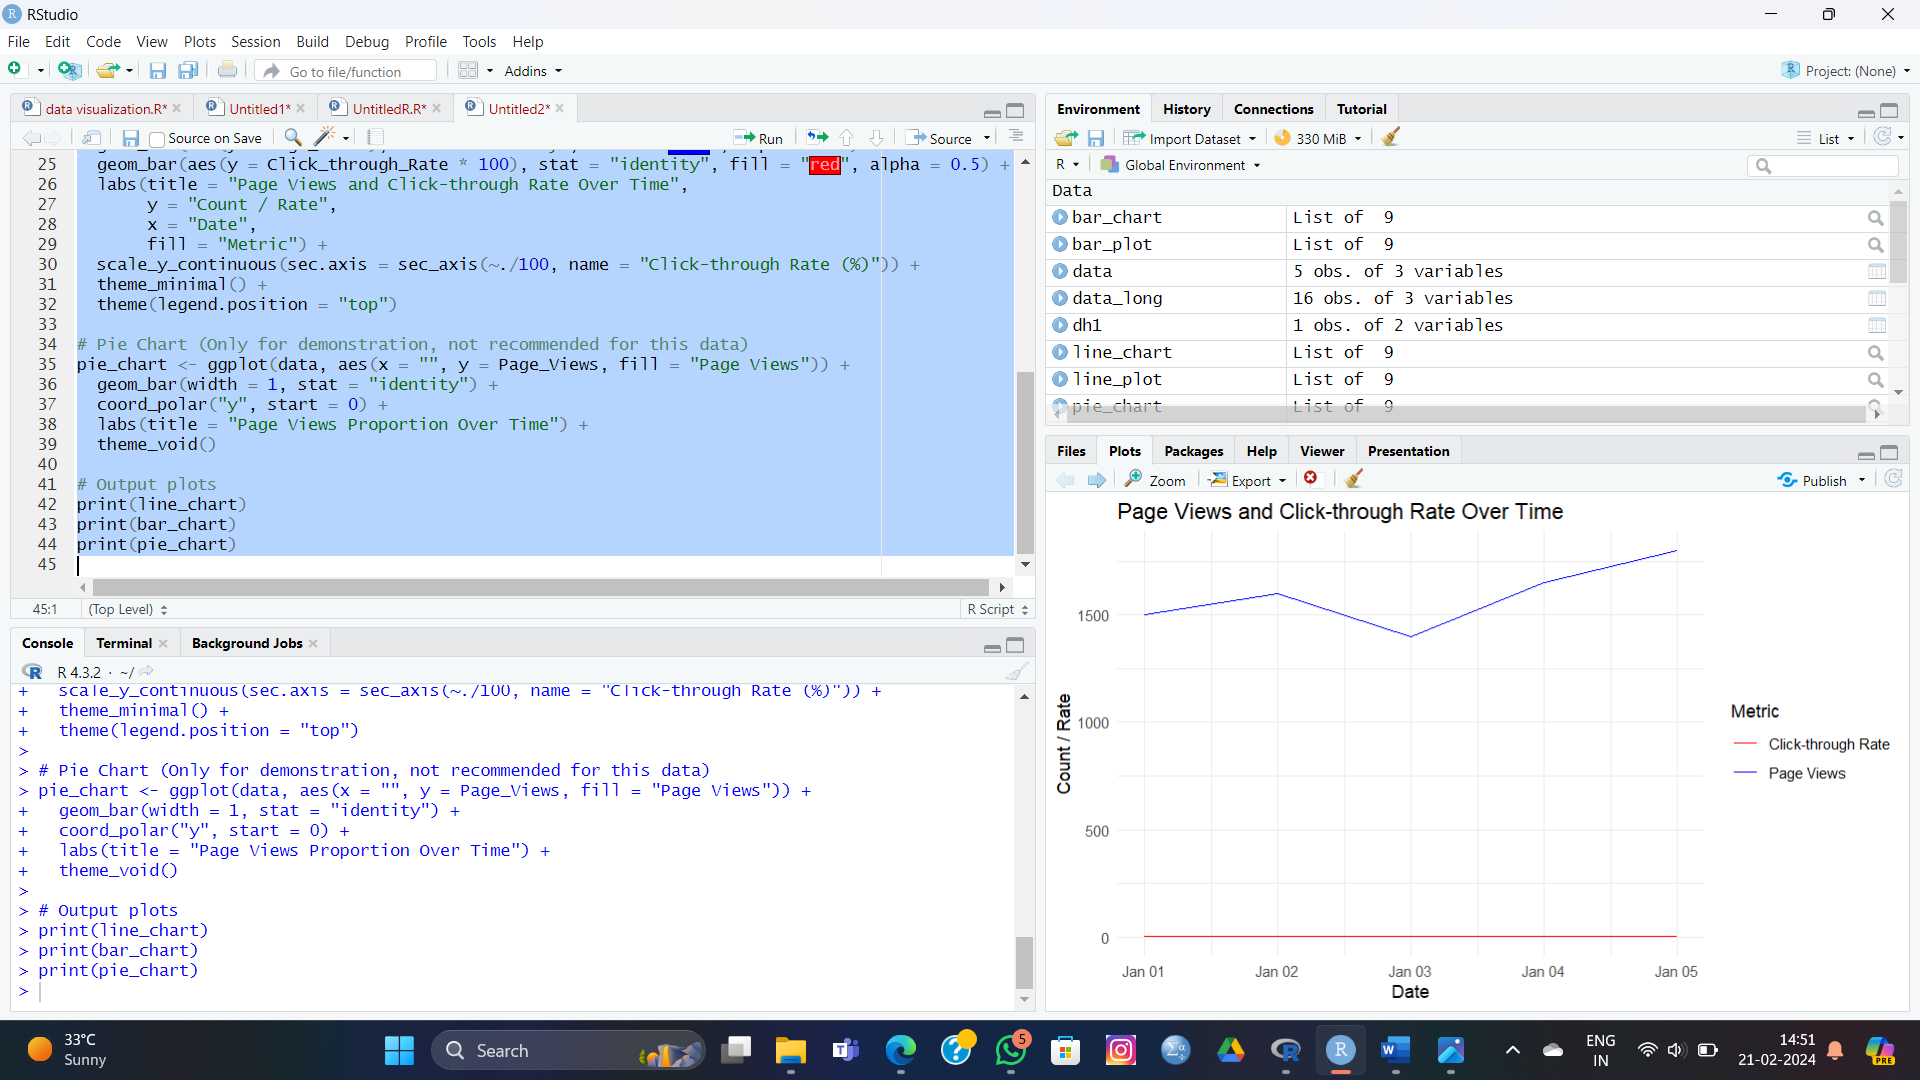 RStudio
File Edit Code View Plots Session Build Debug Profile Tools Help
Go to file/function Addins Project: (None)
data visualization.R* Untitled1* UntitledR.R* Untitled2*
Source on Save Run Source
25 geom_bar(aes(y = Click_through_Rate * 100), stat = "identity", fill = "red", alpha = 0.5) +
26 labs(title = "Page Views and Click-through Rate Over Time",
27 y = "Count / Rate",
28 x = "Date",
29 fill = "Metric") +
30 scale_y_continuous(sec.axis = sec_axis(~./100, name = "Click-through Rate (%)")) +
31 theme_minimal() +
32 theme(legend.position = "top")
33
34 # Pie Chart (Only for demonstration, not recommended for this data)
35 pie_chart <- ggplot(data, aes(x = "", y = Page_Views, fill = "Page Views")) +
36 geom_bar(width = 1, stat = "identity") +
37 coord_polar("y", start = 0) +
38 labs(title = "Page Views Proportion Over Time") +
39 theme_void()
40
41 # Output plots
42 print(line_chart)
43 print(bar_chart)
44 print(pie_chart)
45
45:1 (Top Level) R Script
Console Terminal Background Jobs
R 4.3.2 · ~/
+ scale_y_continuous(sec.axis = sec_axis(~./100, name = "Click-through Rate (%)")) +
+ theme_minimal() +
+ theme(legend.position = "top")
>
> # Pie Chart (Only for demonstration, not recommended for this data)
> pie_chart <- ggplot(data, aes(x = "", y = Page_Views, fill = "Page Views")) +
+ geom_bar(width = 1, stat = "identity") +
+ coord_polar("y", start = 0) +
+ labs(title = "Page Views Proportion Over Time") +
+ theme_void()
>
> # Output plots
> print(line_chart)
> print(bar_chart)
> print(pie_chart)
>
Environment History Connections Tutorial
Import Dataset 330 MiB List
R Global Environment
Data
bar_chart List of 9
bar_plot List of 9
data 5 obs. of 3 variables
data_long 16 obs. of 3 variables
dh1 1 obs. of 2 variables
line_chart List of 9
line_plot List of 9
pie_chart List of 9
Files Plots Packages Help Viewer Presentation
Zoom Export Publish
Page Views and Click-through Rate Over Time
Count / Rate
1500
1000
500
0
Jan 01 Jan 02 Jan 03 Jan 04 Jan 05
Date
Metric
Click-through Rate
Page Views
33°C
Sunny
Search
5
PRE
ENG
IN
14:51
21-02-2024